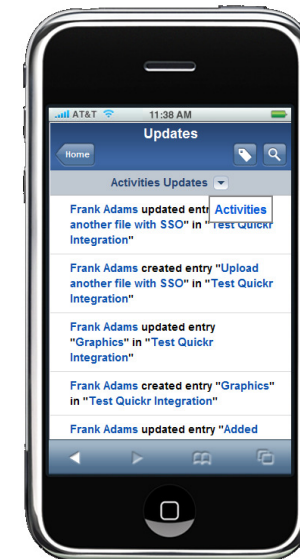 AT&T 11:38 AM
Updates
Home
Activities Updates
Frank Adams updated entr
Activities
another file with SSO" in "Test Quickr
Integration"
Frank Adams created entry "Upload
another file with SSO" in "Test Quickr
Integration"
Frank Adams updated entry
"Graphics" in "Test Quickr
Integration"
Frank Adams created entry "Graphics"
in "Test Quickr Integration"
Frank Adams updated entry "Added